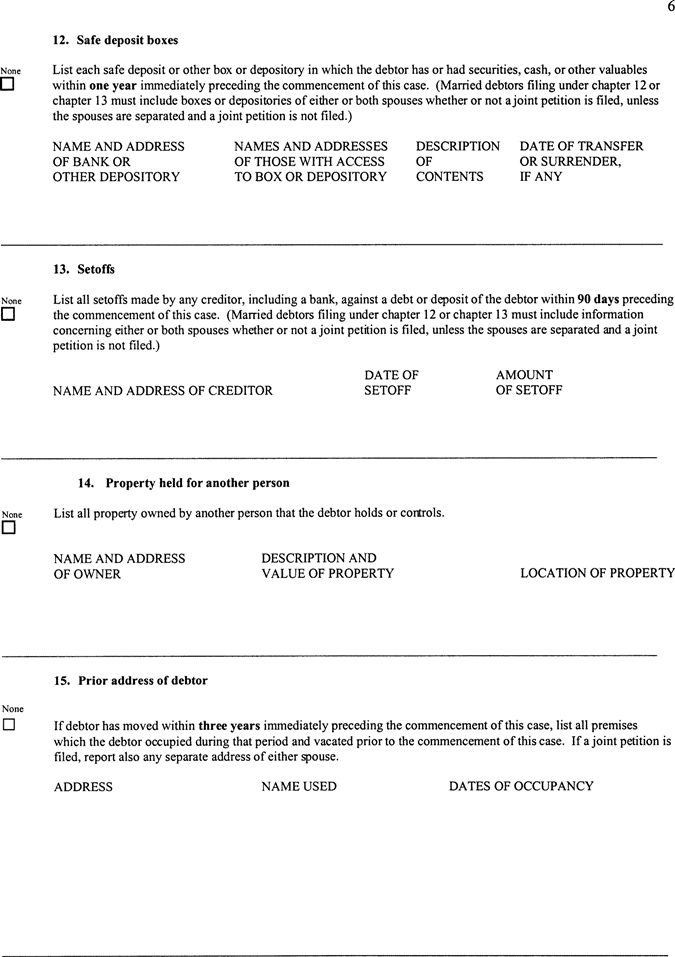 6
12. Safe deposit boxes
None
List each safe deposit or other box or depository in which the debtor has or had securities, cash, or other valuables
within one year immediately preceding the commencement of this case. (Married debtors filing under chapter 12 or
chapter 13 must include boxes or depositories of either or both spouses whether or not a joint petition is filed, unless
the spouses are separated and a joint petition is not filed.)
NAME AND ADDRESS NAMES AND ADDRESSES DESCRIPTION DATE OF TRANSFER
OF BANK OR OF THOSE WITH ACCESS OF OR SURRENDER,
OTHER DEPOSITORY TO BOX OR DEPOSITORY CONTENTS IF ANY
13. Setoffs
None
List all setoffs made by any creditor, including a bank, against a debt or deposit of the debtor within 90 days preceding
the commencement of this case. (Married debtors filing under chapter 12 or chapter 13 must include information
concerning either or both spouses whether or not a joint petition is filed, unless the spouses are separated and a joint
petition is not filed.)
DATE OF AMOUNT
NAME AND ADDRESS OF CREDITOR SETOFF OF SETOFF
14. Property held for another person
None
List all property owned by another person that the debtor holds or controls.
NAME AND ADDRESS DESCRIPTION AND
OF OWNER VALUE OF PROPERTY LOCATION OF PROPERTY
15. Prior address of debtor
None
If debtor has moved within three years immediately preceding the commencement of this case, list all premises
which the debtor occupied during that period and vacated prior to the commencement of this case. If a joint petition is
filed, report also any separate address of either spouse.
ADDRESS NAME USED DATES OF OCCUPANCY